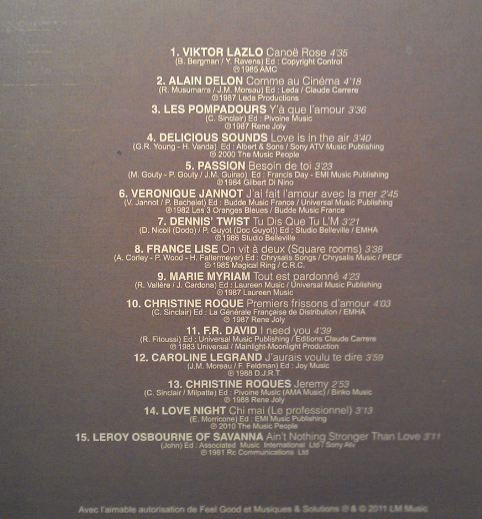 1. VIKTOR LAZLO Canoë Rose 4'35
(B. Bergman / Y. Ravens) Ed : Copyright Control
℗1985 AMC
2. ALAIN DELON Comme au Cinéma 4'18
(R. Musumarra / J.M. Moreau) Ed : Leda / Claude Carrere
℗1987 Leda Productions
3. LES POMPADOURS Y'à que l'amour 3'36
(C. Sinclair) Ed : Pivoine Music
℗1987 Rene Joly
4. DELICIOUS SOUNDS Love is in the air 3'40
(G.R. Young - H. Vanda) Ed : Albert & Sons / Sony ATV Music Publishing
℗ 2000 The Music People
5. PASSION Besoin de toi 3'23
(M. Gouty - P. Gouty / J.M. Guirao) Ed : Francis Day - EMI Music Publishing
℗1984 Gilbert Di Nino
6. VERONIQUE JANNOT J'ai fait l'amour avec la mer 2'45
(V. Jannot / P. Bachelet) Ed : Budde Music France / Universal Music Publishing
℗1982 Les 3 Oranges Bleues / Budde Music France
7. DENNIS' TWIST Tu Dis Que Tu L'M 3'21
(D. Nicoli (Dodo) / P. Guyot (Doc Guyot)) Ed : Studio Belleville / EMHA
℗1986 Studio Belleville
8. FRANCE LISE On vit à deux (Square rooms) 3'38
(A. Corley - P. Wood - H. Faltermeyer) Ed : Chrysalis Songs / Chrysalis Music / PECF
℗1985 Magical Ring / C.R.C.
9. MARIE MYRIAM Tout est pardonné 4'23
(R. Vallère / J. Cardona) Ed : Laureen Music / Universal Music Publishing
℗1987 Laureen Music
10. CHRISTINE ROQUE Premiers frissons d'amour 4'03
(C. Sinclair) Ed : La Générale Française de Distribution / EMHA
℗ 1987 Rene Joly
11. F.R. DAVID I need you 4'39
(R. Fitoussi) Ed : Universal Music Publishing / Editions Claude Carrere
℗ 1983 Universal / Mainlight-Moonlight Production
12. CAROLINE LEGRAND J'aurais voulu te dire 3'59
(J.M. Moreau / F. Feldman) Ed : Joy Music
℗ 1988 D.J.R.T.
13. CHRISTINE ROQUES Jeremy 2'53
(C. Sinclair / Milpatte) Ed : Pivoine Music (AMA Music) / Binko Music
℗ 1988 Rene Joly
14. LOVE NIGHT Chi mai (Le professionnel) 3'13
(E. Morricone) Ed : EMI Music Publishing
℗ 2010 The Music People
15. LEROY OSBOURNE OF SAVANNA Ain't Nothing Stronger Than Love 3'11
(John) Ed : Associated Music International Ltd / Sony Atv
℗1981 Rc Communications Ltd
Avec l'aimable autorisation de Feel Good et Musiques & Solutions ℗ & © 2011 LM Music